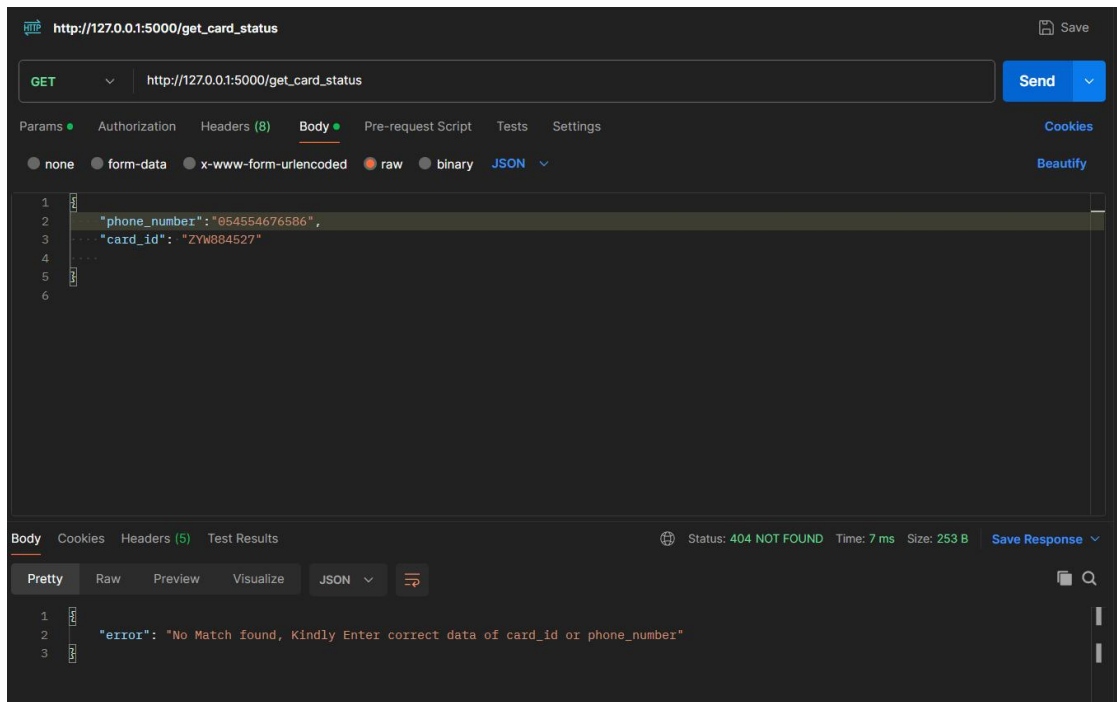 HTTP http://127.0.0.1:5000/get_card_status Save
GET http://127.0.0.1:5000/get_card_status Send
Params Authorization Headers (8) Body Pre-request Script Tests Settings Cookies
none form-data x-www-form-urlencoded raw binary JSON Beautify
1 {
2 "phone_number":"054554676586",
3 "card_id": "ZYW884527"
4
5 }
6
Body Cookies Headers (5) Test Results Status: 404 NOT FOUND Time: 7 ms Size: 253 B Save Response
Pretty Raw Preview Visualize JSON
1 {
2 "error": "No Match found, Kindly Enter correct data of card_id or phone_number"
3 }